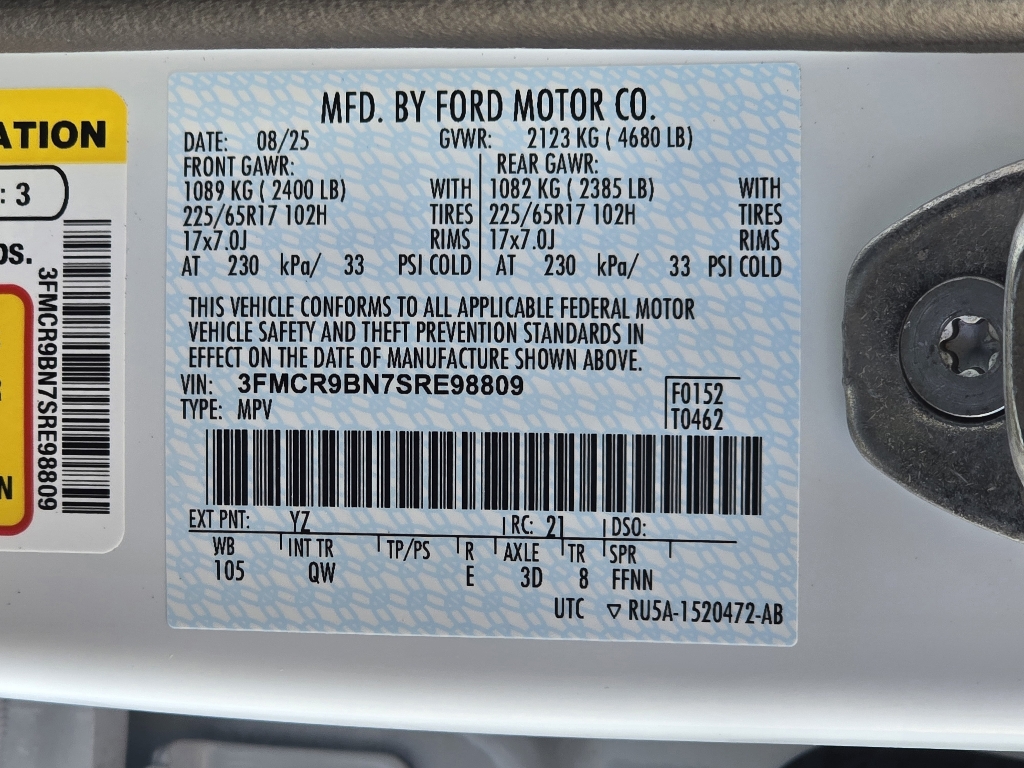 ATION
: 3
os.
3FMCR9BN7SRE98809
N
MFD. BY FORD MOTOR CO.
DATE: 08/25 GVWR: 2123 KG ( 4680 LB)
FRONT GAWR: REAR GAWR:
1089 KG ( 2400 LB) WITH 1082 KG ( 2385 LB) WITH
225/65R17 102H TIRES 225/65R17 102H TIRES
17x7.0J RIMS 17x7.0J RIMS
AT 230 kPa/ 33 PSI COLD AT 230 kPa/ 33 PSI COLD
THIS VEHICLE CONFORMS TO ALL APPLICABLE FEDERAL MOTOR
VEHICLE SAFETY AND THEFT PREVENTION STANDARDS IN
EFFECT ON THE DATE OF MANUFACTURE SHOWN ABOVE.
VIN: 3FMCR9BN7SRE98809
TYPE: MPV
F0152
T0462
EXT PNT: YZ RC: 21 DSO:
WB INT TR TP/PS R AXLE TR SPR
105 QW E 3D 8 FFNN
UTC ▽ RU5A-1520472-AB